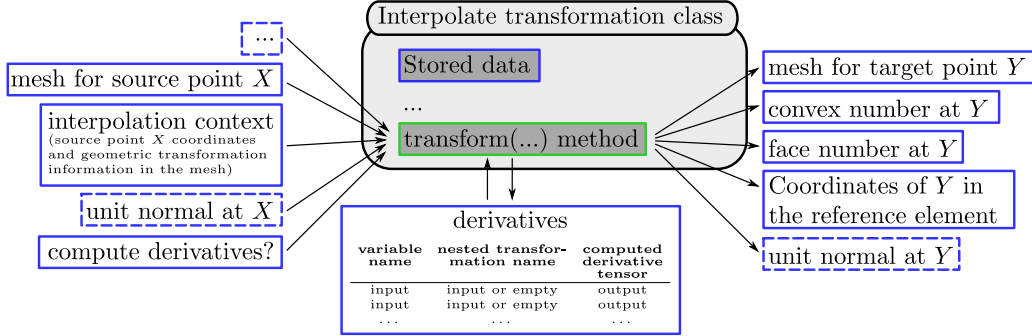 Interpolate transformation class
...
mesh for source point X
interpolation context
(source point X coordinates
and geometric transformation
information in the mesh)
unit normal at X
compute derivatives?
Stored data
...
transform(...) method
derivatives
variable name
nested transfor-
mation name
computed
derivative
tensor
input input or empty output
input input or empty output
... ... ...
mesh for target point Y
convex number at Y
face number at Y
Coordinates of Y in
the reference element
unit normal at Y